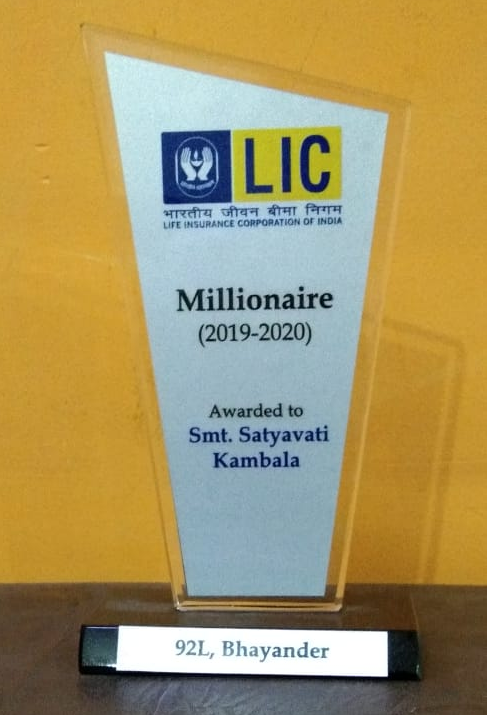 LIC
भारतीय जीवन बीमा निगम
LIFE INSURANCE CORPORATION OF INDIA
Millionaire
(2019-2020)
Awarded to
Smt. Satyavati
Kambala
92L, Bhayander